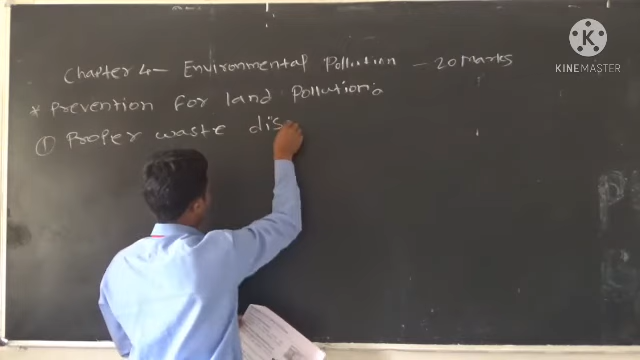 KINEMASTER
Chapter 4 - Environmental Pollution - 20 Marks
* Prevention for land Pollution:
① Proper waste dis